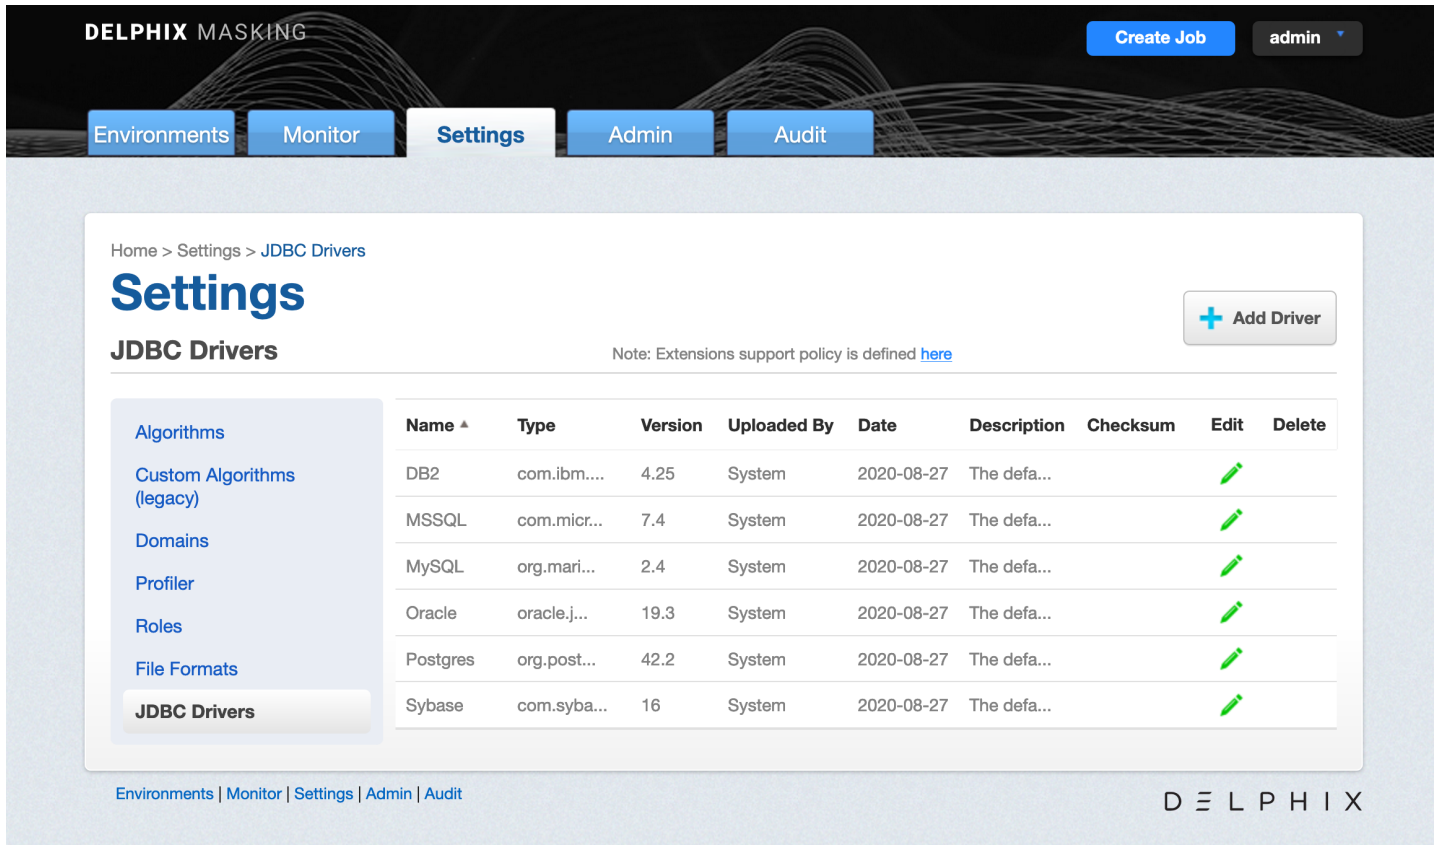 DELPHIX MASKING
Create Job
admin
Environments Monitor Settings Admin Audit
Home > Settings > JDBC Drivers
Settings
Add Driver
JDBC Drivers
Note: Extensions support policy is defined here
Algorithms
Custom Algorithms
(legacy)
Domains
Profiler
Roles
File Formats
JDBC Drivers
Name Type Version Uploaded By Date Description Checksum Edit Delete
DB2 com.ibm.... 4.25 System 2020-08-27 The defa...
MSSQL com.micr... 7.4 System 2020-08-27 The defa...
MySQL org.mari... 2.4 System 2020-08-27 The defa...
Oracle oracle.j... 19.3 System 2020-08-27 The defa...
Postgres org.post... 42.2 System 2020-08-27 The defa...
Sybase com.syba... 16 System 2020-08-27 The defa...
Environments | Monitor | Settings | Admin | Audit
DELPHIX